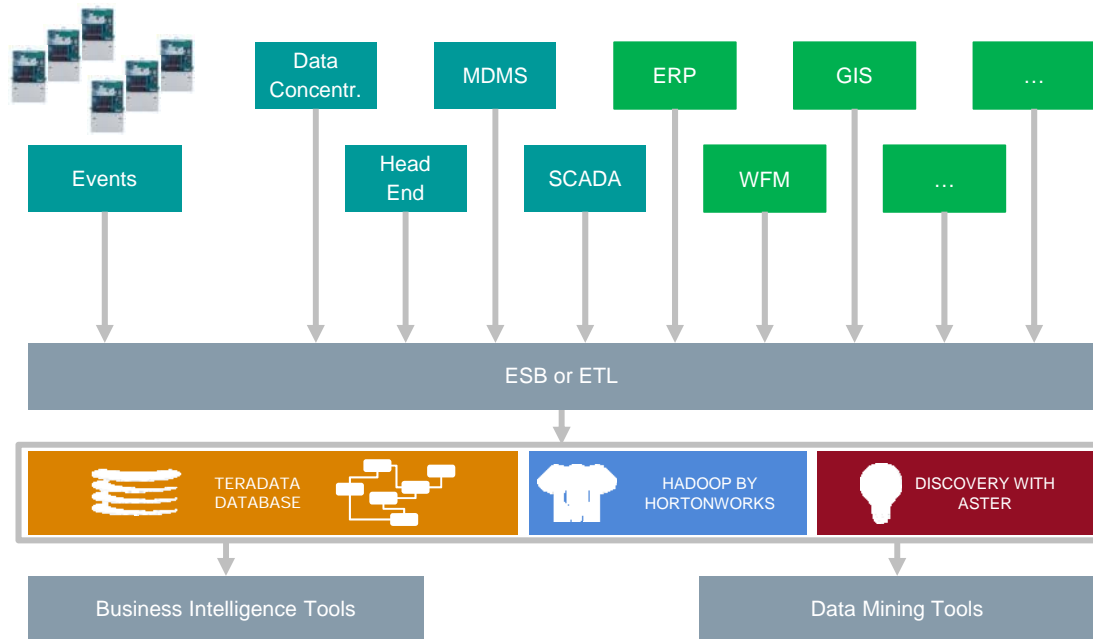 Data
Concentr.
MDMS
ERP
GIS
…
Events
Head
End
SCADA
WFM
…
ESB or ETL
TERADATA
DATABASE
HADOOP BY
HORTONWORKS
DISCOVERY WITH
ASTER
Business Intelligence Tools
Data Mining Tools